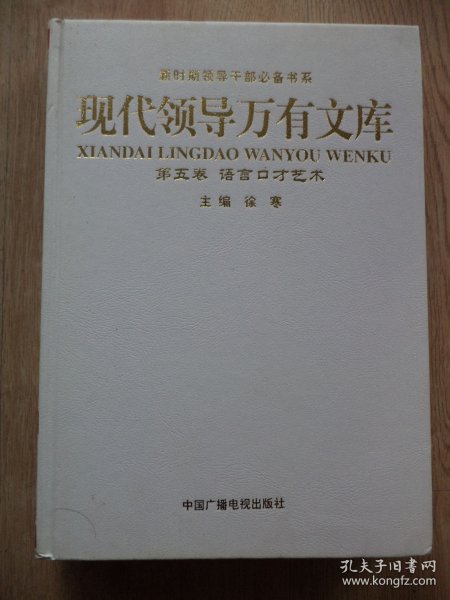 新时期领导干部必备书系
现代领导万有文库
XIANDAI LINGDAO WANYOU WENKU
第五卷 语言口才艺术
主编 徐寒
中国广播电视出版社
孔夫子旧书网
www.kongfz.com